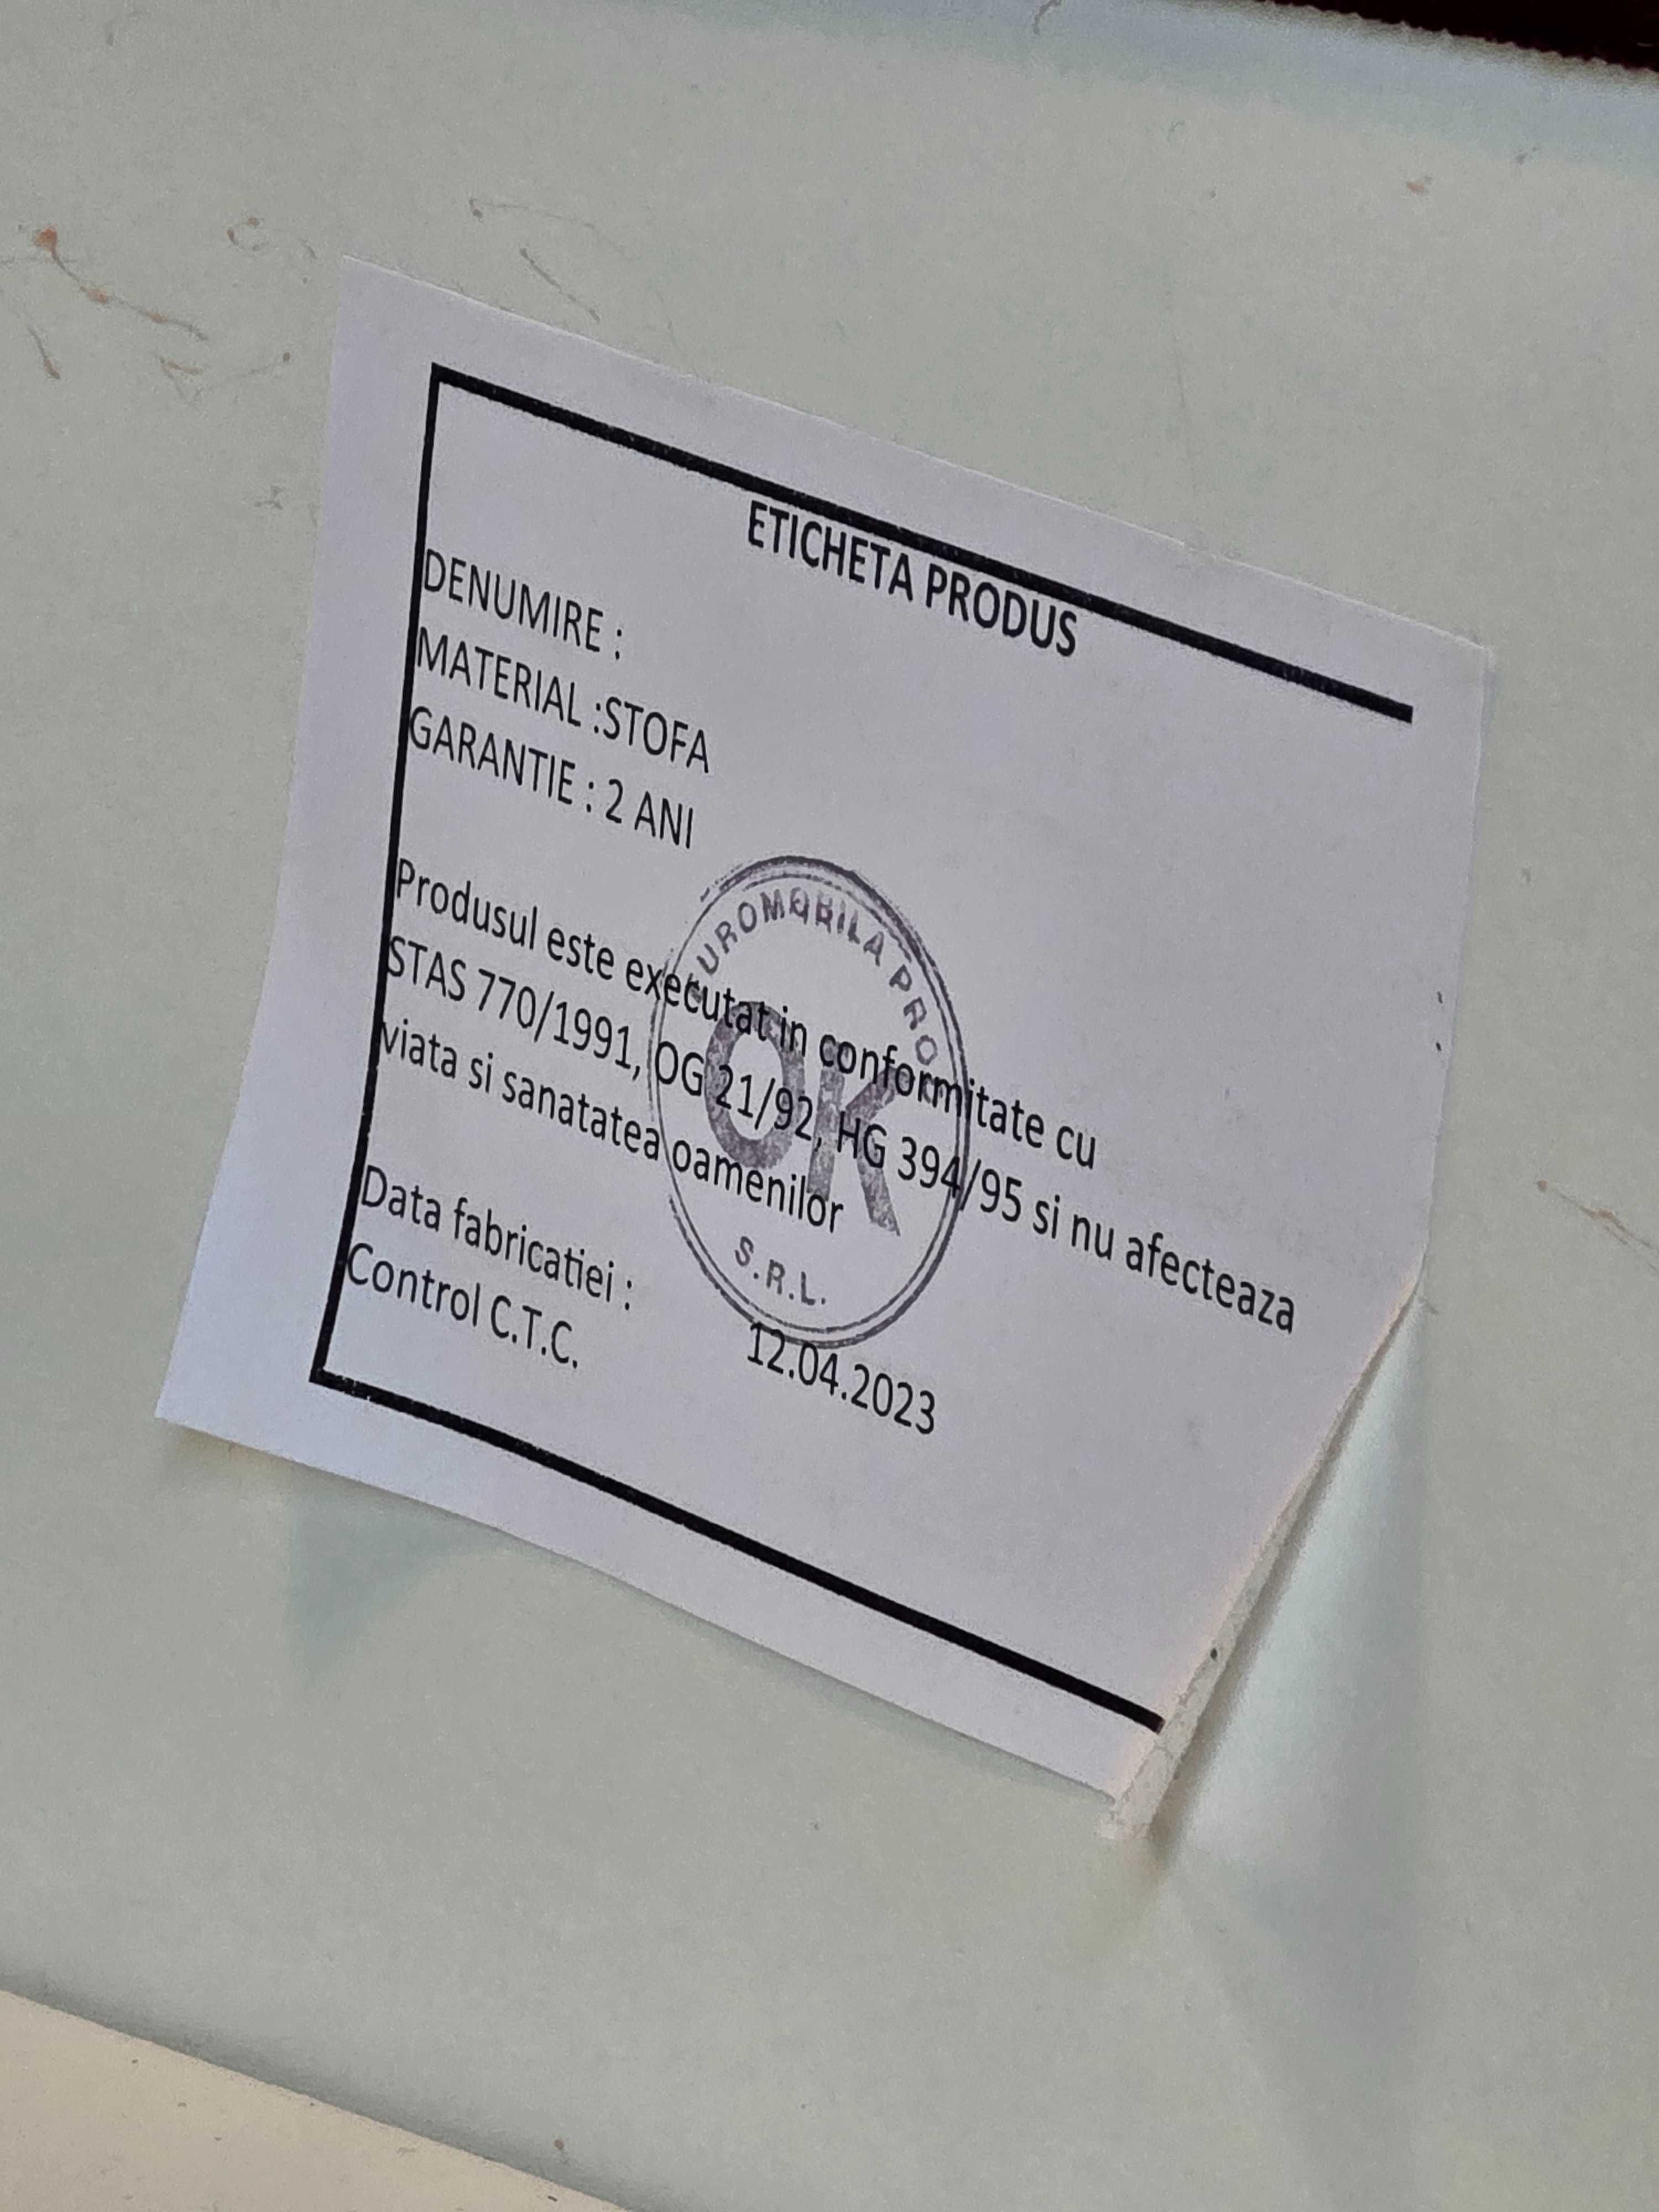 ETICHETA PRODUS
DENUMIRE :
MATERIAL :STOFA
GARANTIE : 2 ANI
Produsul este executat in conformitate cu
STAS 770/1991, OG 21/92, HG 394/95 si nu afecteaza
viata si sanatatea oamenilor
Data fabricatiei :
12.04.2023
Control C.T.C.
UROMOBILA PRO
OK
S.R.L.